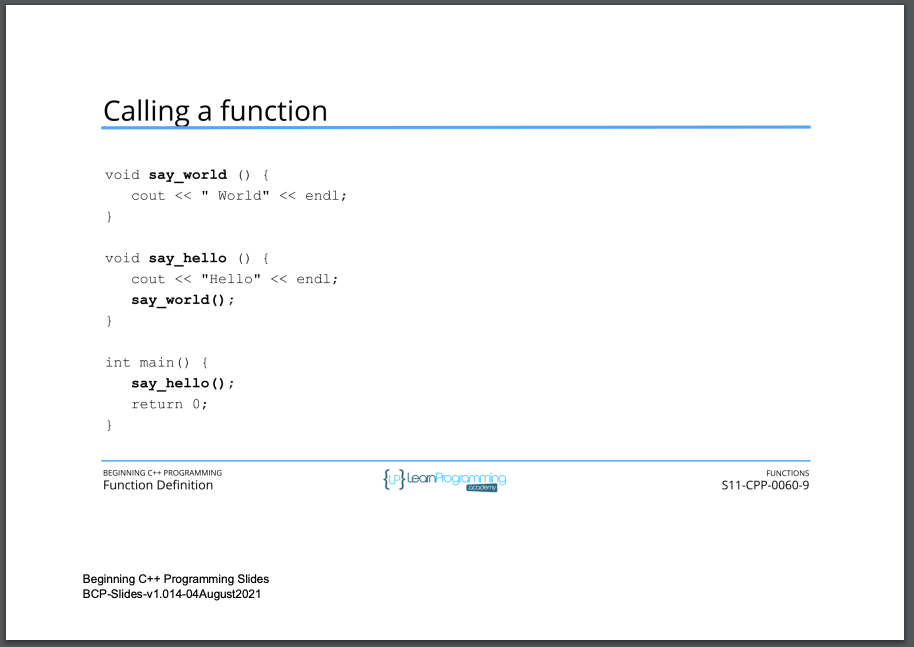 Calling a function
void say_world () {
cout << " World" << endl;
}
void say_hello () {
cout << "Hello" << endl;
say_world();
}
int main() {
say_hello();
return 0;
}
BEGINNING C++ PROGRAMMING
Function Definition
{LP} LearnProgramming
academy
FUNCTIONS
S11-CPP-0060-9
Beginning C++ Programming Slides
BCP-Slides-v1.014-04August2021